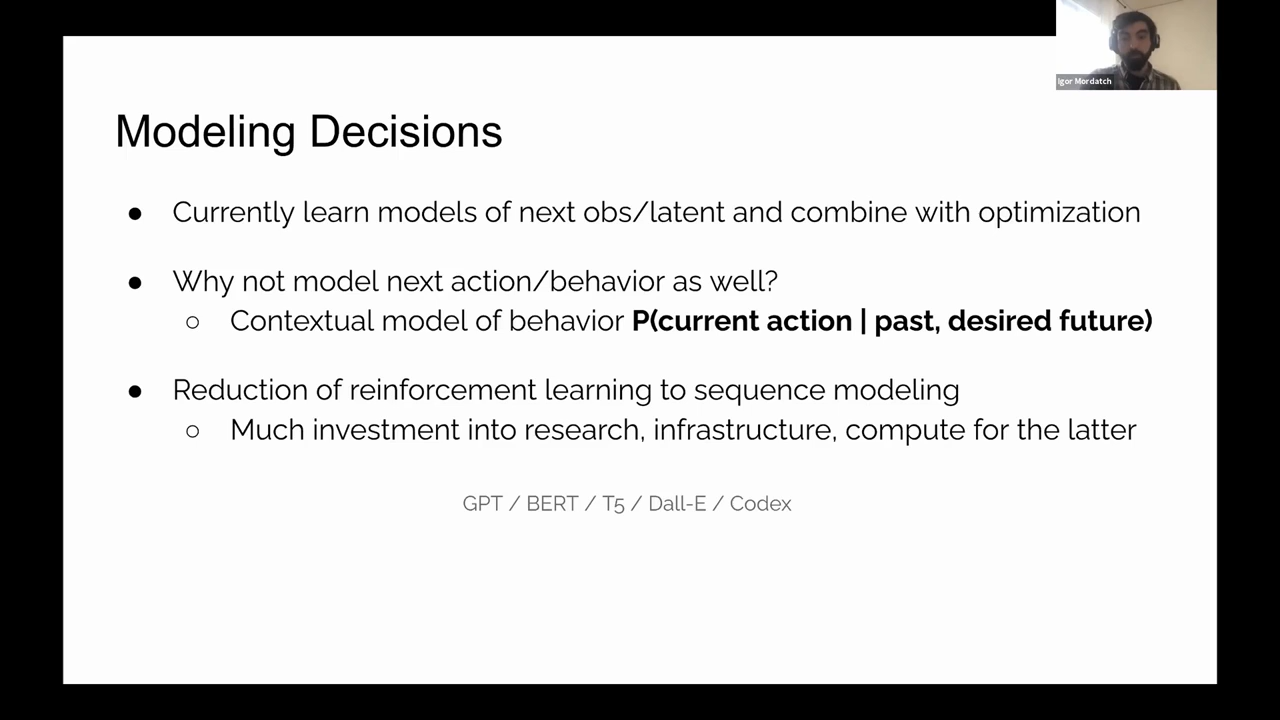 Igor Mordatch
Modeling Decisions
● Currently learn models of next obs/latent and combine with optimization
● Why not model next action/behavior as well?
○ Contextual model of behavior P(current action | past, desired future)
● Reduction of reinforcement learning to sequence modeling
○ Much investment into research, infrastructure, compute for the latter
GPT / BERT / T5 / Dall-E / Codex